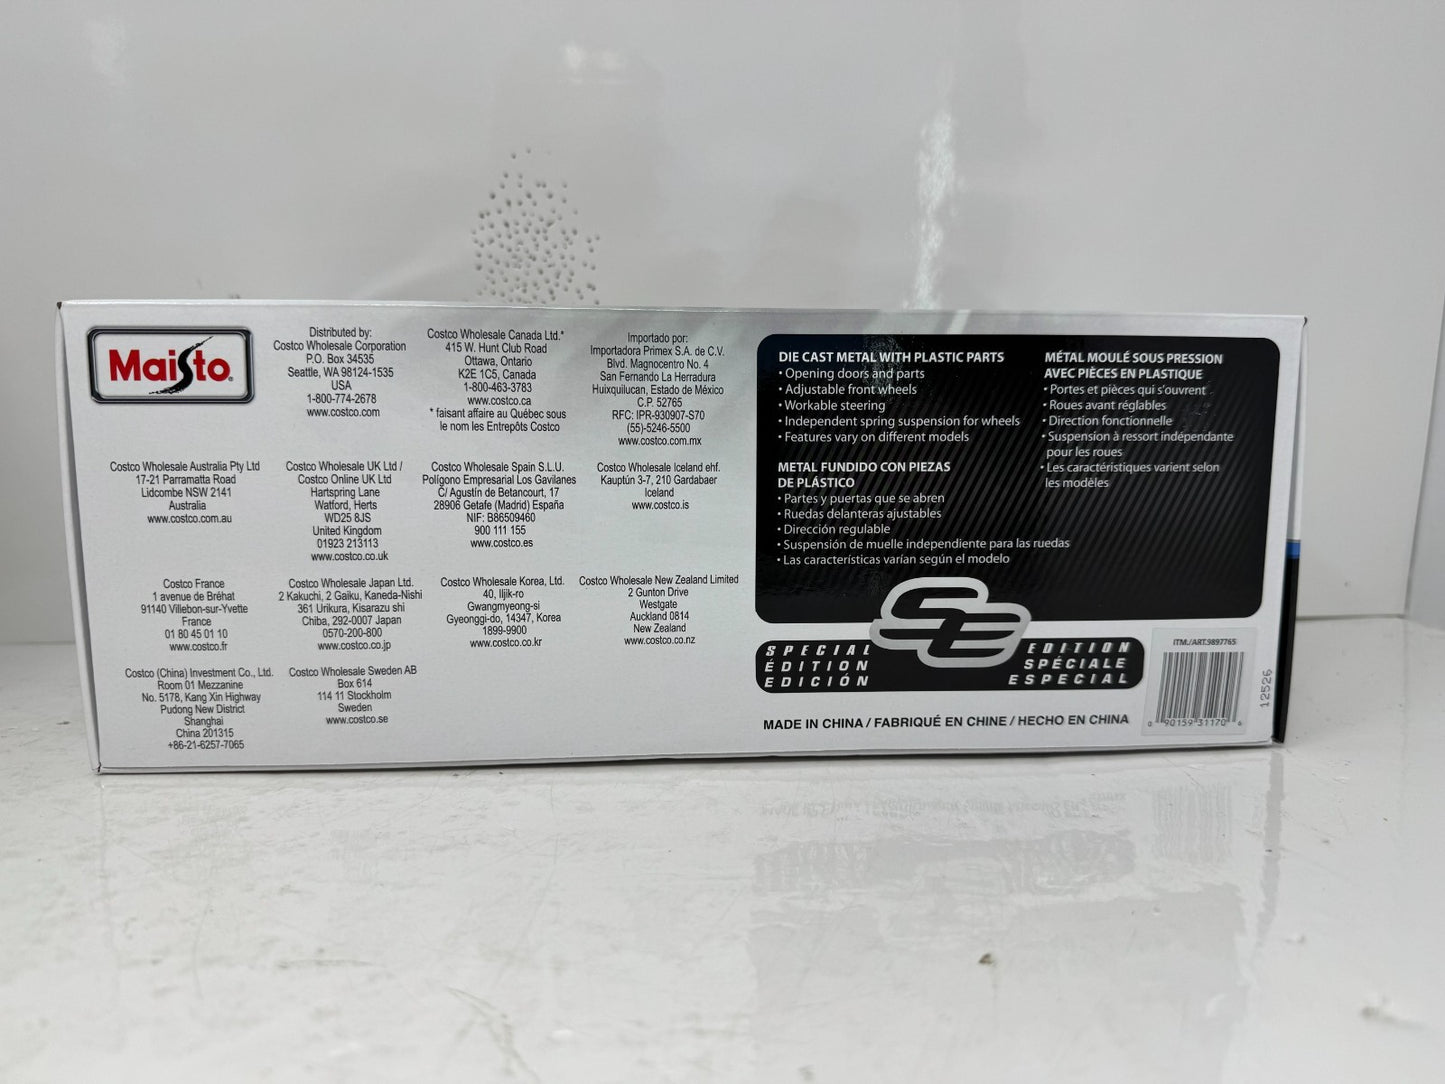 Maisto
Distributed by:
Costco Wholesale Corporation
P.O. Box 34535
Seattle, WA 98124-1535
USA
1-800-774-2678
www.costco.com
Costco Wholesale Canada Ltd.*
415 W. Hunt Club Road
Ottawa, Ontario
K2E 1C5, Canada
1-800-463-3783
www.costco.ca
* faisant affaire au Québec sous
le nom les Entrepôts Costco
Importado por:
Importadora Primex S.A. de C.V.
Blvd. Magnocentro No. 4
San Fernando La Herradura
Huixquilucan, Estado de México
C.P. 52765
RFC: IPR-930907-S70
(55)-5246-5500
www.costco.com.mx
Costco Wholesale Australia Pty Ltd
17-21 Parramatta Road
Lidcombe NSW 2141
Australia
www.costco.com.au
Costco Wholesale UK Ltd /
Costco Online UK Ltd
Hartspring Lane
Watford, Herts
WD25 8JS
United Kingdom
01923 213113
www.costco.co.uk
Costco Wholesale Spain S.L.U.
Polígono Empresarial Los Gavilanes
C/ Agustín de Betancourt, 17
28906 Getafe (Madrid) España
NIF: B86509460
900 111 155
www.costco.es
Costco Wholesale Iceland ehf.
Kauptún 3-7, 210 Gardabaer
Iceland
www.costco.is
Costco France
1 avenue de Bréhat
91140 Villebon-sur-Yvette
France
01 80 45 01 10
www.costco.fr
Costco Wholesale Japan Ltd.
2 Kakuchi, 2 Gaiku, Kaneda-Nishi
361 Urikura, Kisarazu shi
Chiba, 292-0007 Japan
0570-200-800
www.costco.co.jp
Costco Wholesale Korea, Ltd.
40, Iljik-ro
Gwangmyeong-si
Gyeonggi-do, 14347, Korea
1899-9900
www.costco.co.kr
Costco Wholesale New Zealand Limited
2 Gunton Drive
Westgate
Auckland 0814
New Zealand
www.costco.co.nz
Costco (China) Investment Co., Ltd.
Room 01 Mezzanine
No. 5178, Kang Xin Highway
Pudong New District
Shanghai
China 201315
+86-21-6257-7065
Costco Wholesale Sweden AB
Box 614
114 11 Stockholm
Sweden
www.costco.se
DIE CAST METAL WITH PLASTIC PARTS
• Opening doors and parts
• Adjustable front wheels
• Workable steering
• Independent spring suspension for wheels
• Features vary on different models
METAL FUNDIDO CON PIEZAS
DE PLÁSTICO
• Partes y puertas que se abren
• Ruedas delanteras ajustables
• Dirección regulable
• Suspensión de muelle independiente para las ruedas
• Las características varían según el modelo
MÉTAL MOULÉ SOUS PRESSION
AVEC PIÈCES EN PLASTIQUE
• Portes et pièces qui s'ouvrent
• Roues avant réglables
• Direction fonctionnelle
• Suspension à ressort indépendante
pour les roues
• Les caractéristiques varient selon
les modèles
SE
SPECIAL EDITION
ÉDITION SPÉCIALE
EDICIÓN ESPECIAL
MADE IN CHINA / FABRIQUÉ EN CHINE / HECHO EN CHINA
ITM./ART.9897765
0 90159 31170 6
12526